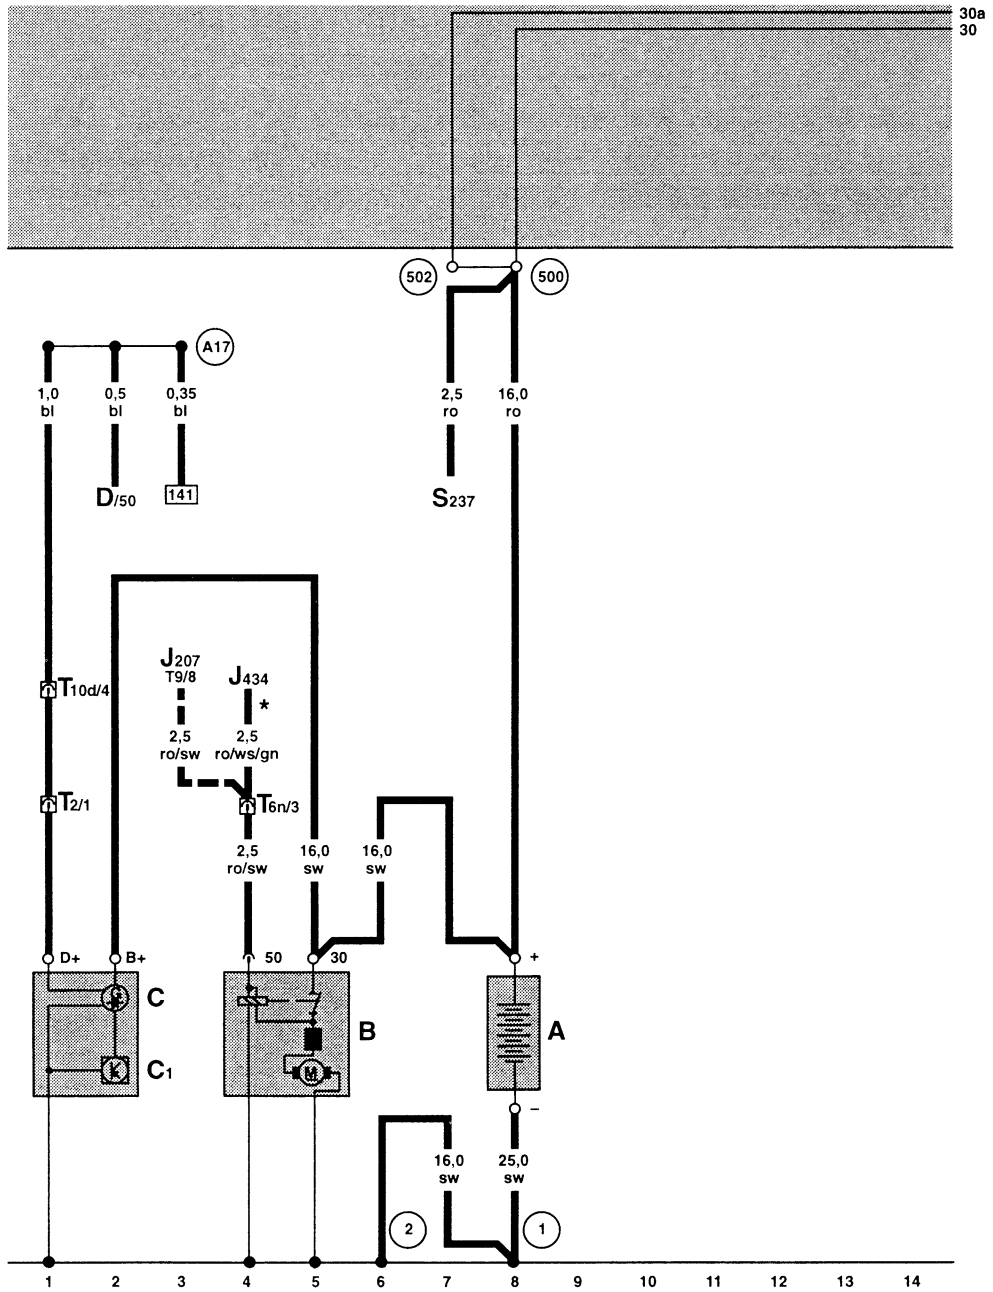 30a
30
502
500
A17
1,0 0,5 0,35 2,5 16,0
bl bl bl ro ro
D/50 141 S237
J207
T9/8 J434
*
T10d/4
2,5 2,5
ro/sw ro/ws/gn
T2/1 T6n/3
2,5 16,0 16,0
ro/sw sw sw
D+ B+ 50 30 +
G C
B A
K C1 M
−
16,0 25,0
sw sw
2 1
1 2 3 4 5 6 7 8 9 10 11 12 13 14